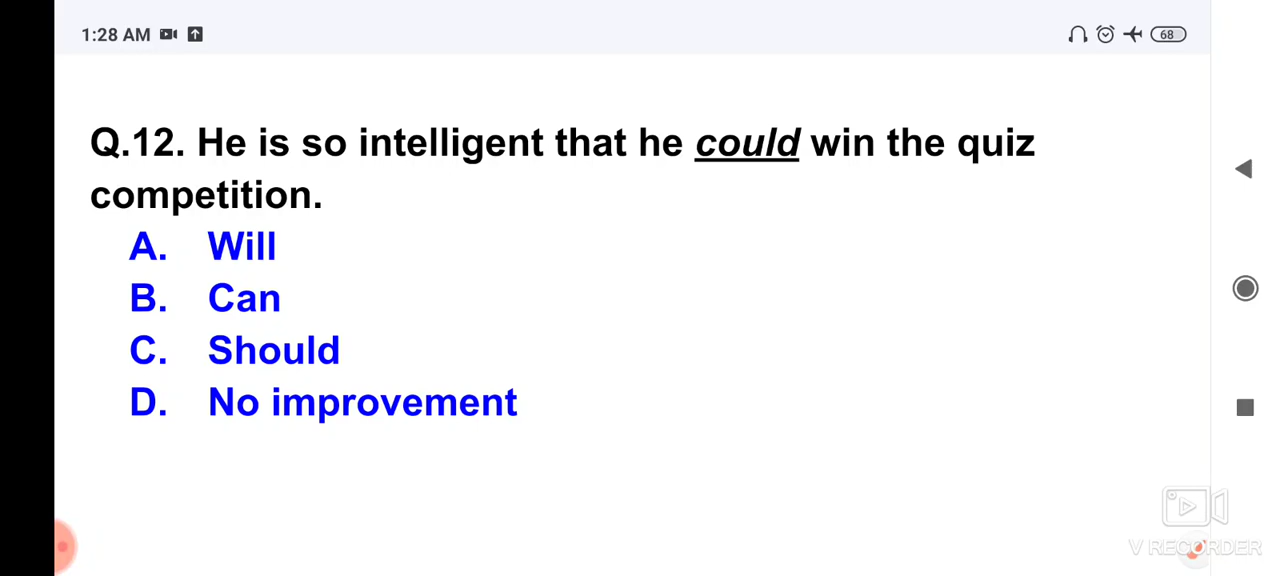 1:28 AM
68
Q.12. He is so intelligent that he could win the quiz
competition.
A. Will
B. Can
C. Should
D. No improvement
V RECORDER